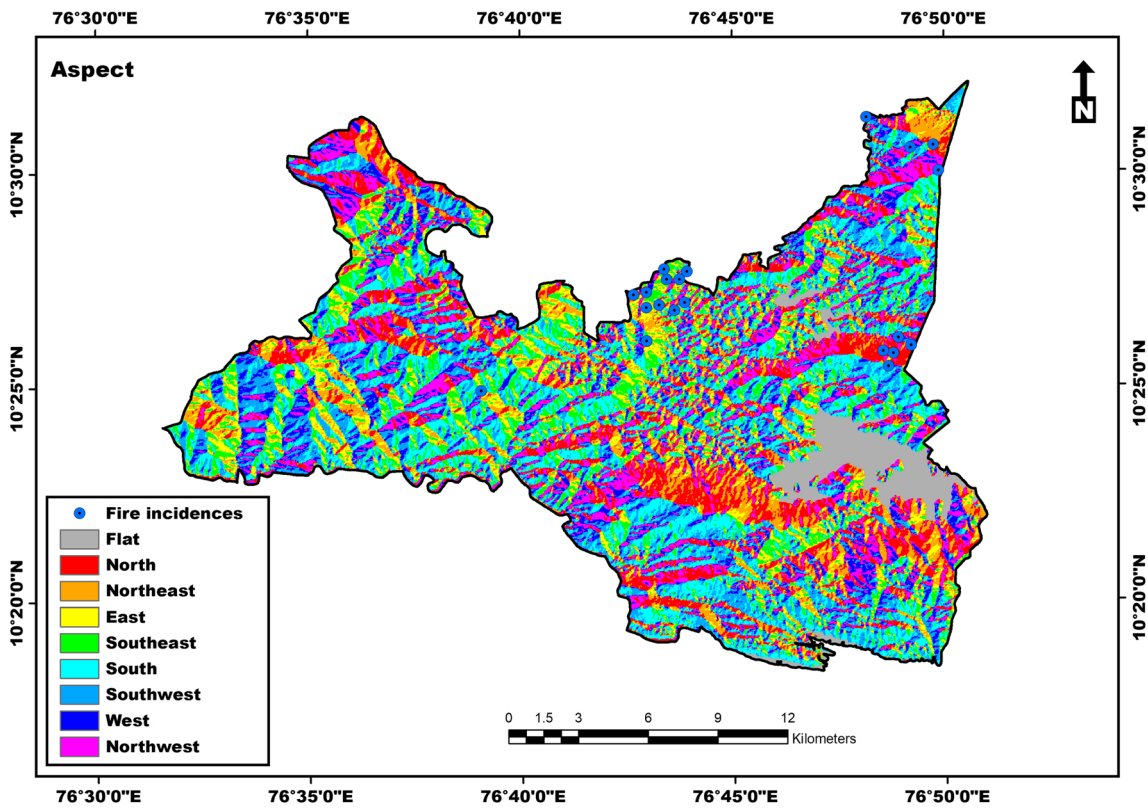 76°30'0"E 76°35'0"E 76°40'0"E 76°45'0"E 76°50'0"E
Aspect
N
10°30'0"N
10°30'0"N
10°25'0"N
10°25'0"N
10°20'0"N
10°20'0"N
Fire incidences
Flat
North
Northeast
East
Southeast
South
Southwest
West
Northwest
0 1.5 3 6 9 12
Kilometers
76°30'0"E 76°35'0"E 76°40'0"E 76°45'0"E 76°50'0"E